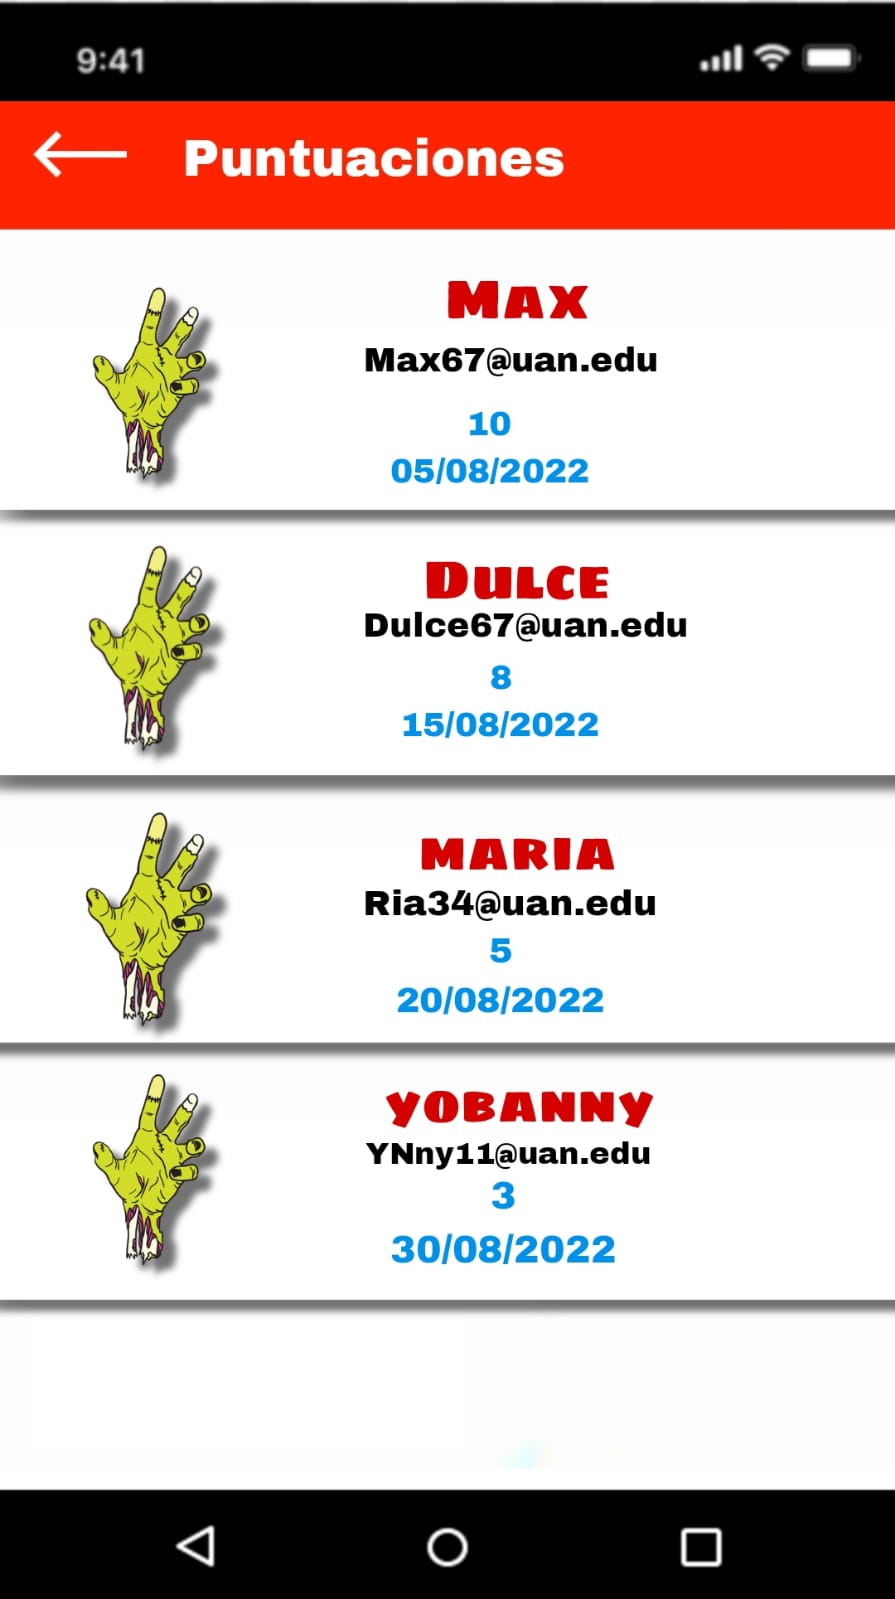 9:41
Puntuaciones
Max
Max67@uan.edu
10
05/08/2022
Dulce
Dulce67@uan.edu
8
15/08/2022
MARIA
Ria34@uan.edu
5
20/08/2022
YOBANNY
YNny11@uan.edu
3
30/08/2022